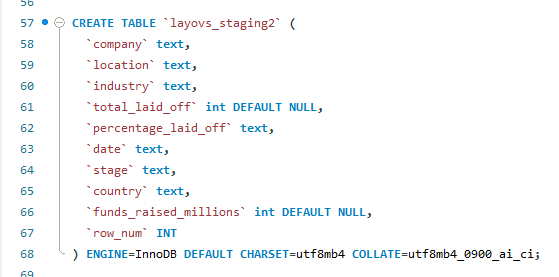 56
57 CREATE TABLE `layovs_staging2` (
58 `company` text,
59 `location` text,
60 `industry` text,
61 `total_laid_off` int DEFAULT NULL,
62 `percentage_laid_off` text,
63 `date` text,
64 `stage` text,
65 `country` text,
66 `funds_raised_millions` int DEFAULT NULL,
67 `row_num` INT
68 ) ENGINE=InnoDB DEFAULT CHARSET=utf8mb4 COLLATE=utf8mb4_0900_ai_ci;
69